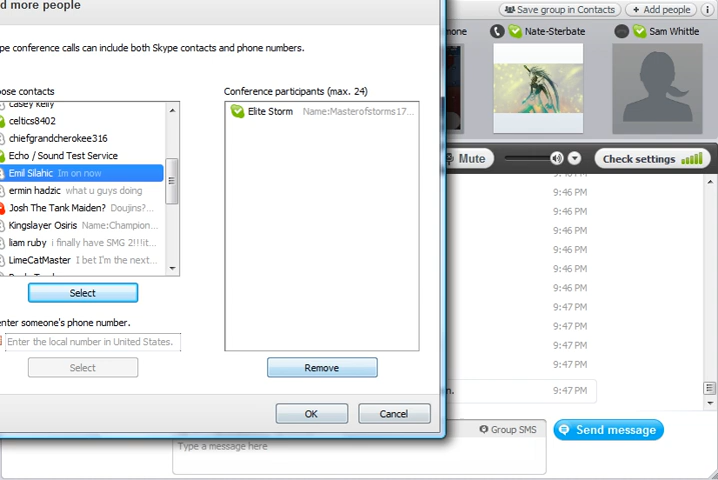 d more people
Save group in Contacts
Add people
Nate-Sterbate
Sam Whittle
pe conference calls can include both Skype contacts and phone numbers.
ose contacts
Conference participants (max. 24)
Casey Kelly
celtics8402
chiefgrandcherokee316
Echo / Sound Test Service
Emil Silahic Im on now
ermin hadzic what u guys doing
Josh The Tank Maiden? Doujins?...
Kingslayer Osiris Name:Champion...
liam ruby i finally have SMG 2!!!it...
LimeCatMaster I bet I'm the next...
Elite Storm Name:Masterofstorms17...
Mute
Check settings
9:46 PM
9:46 PM
9:46 PM
9:46 PM
9:46 PM
9:46 PM
9:47 PM
9:47 PM
9:47 PM
9:47 PM
n. 9:47 PM
Select
enter someone's phone number.
Enter the local number in United States.
Select
Remove
OK
Cancel
Group SMS
Send message
Type a message here